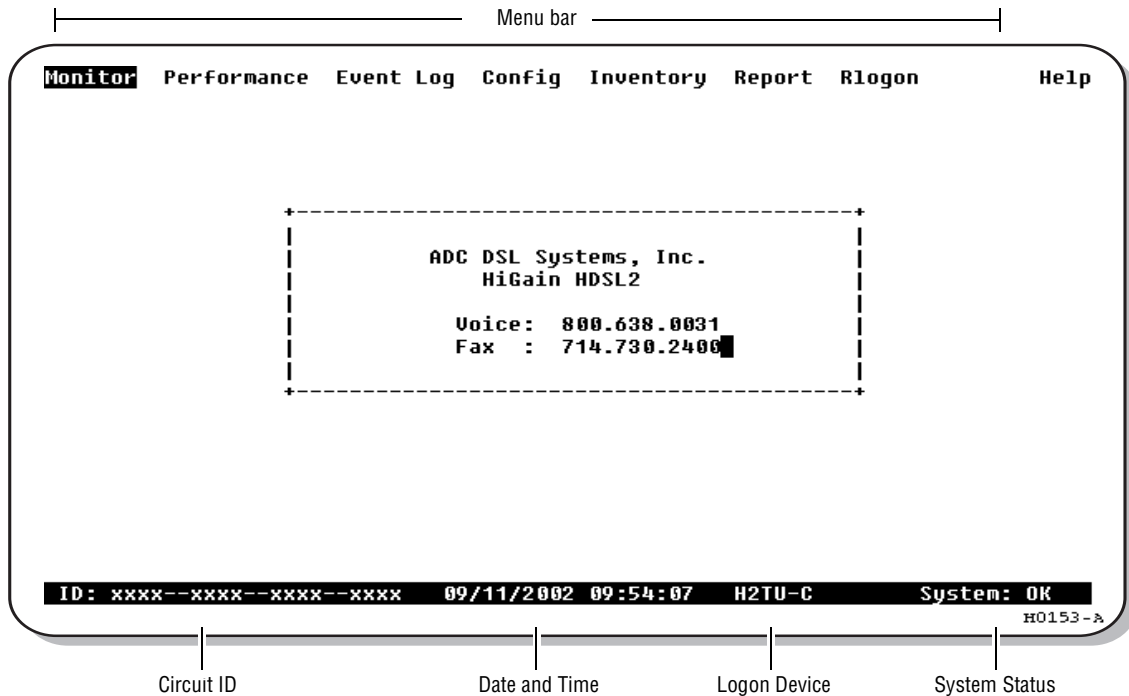 Menu bar
Monitor Performance Event Log Config Inventory Report Rlogon Help
ADC DSL Systems, Inc.
HiGain HDSL2
Voice: 800.638.0031
Fax : 714.730.2400
ID: xxxx--xxxx--xxxx--xxxx 09/11/2002 09:54:07 H2TU-C System: OK
H0153-A
Circuit ID Date and Time Logon Device System Status